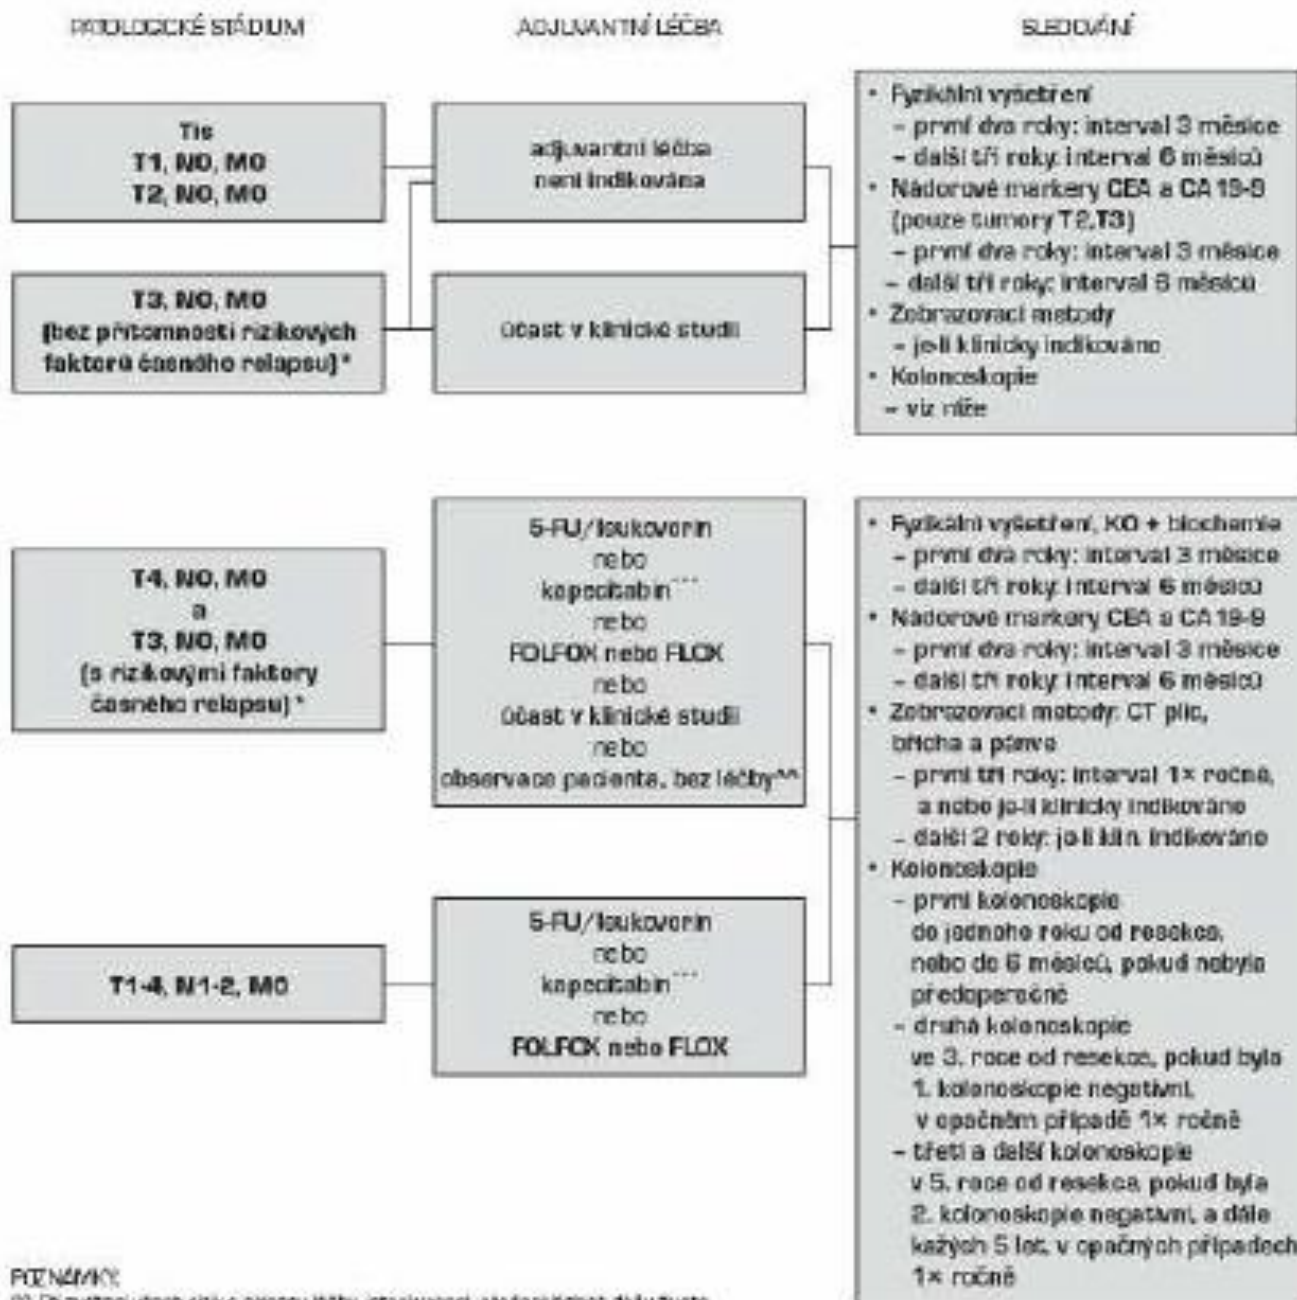 PATOLOGICKÉ STÁDIUM
ADJUVANTNÍ LÉČBA
SLEDOVÁNÍ
Tis
T1, N0, M0
T2, N0, M0
adjuvantní léčba
není indikována
T3, N0, M0
(bez přítomnosti rizikových
faktorů časného relapsu)*
účast v klinické studii
• Fyzikální vyšetření
– první dva roky: interval 3 měsíce
– další tři roky: interval 6 měsíců
• Nádorové markery CEA a CA 19-9
(pouze tumory T2,T3)
– první dva roky: interval 3 měsíce
– další tři roky: interval 6 měsíců
• Zobrazovací metody
– je-li klinicky indikováno
• Kolonoskopie
– viz níže
T4, N0, M0
a
T3, N0, M0
(s rizikovými faktory
časného relapsu)*
5-FU/leukovorin
nebo
kapecitabin^^^
nebo
FOLFOX nebo FLOX
nebo
účast v klinické studii
nebo
observace pacienta, bez léčby^^
T1-4, N1-2, M0
5-FU/leukovorin
nebo
kapecitabin^^^
nebo
FOLFOX nebo FLOX
• Fyzikální vyšetření, KO + biochemie
– první dva roky: interval 3 měsíce
– další tři roky: interval 6 měsíců
• Nádorové markery CEA a CA 19-9
– první dva roky: interval 3 měsíce
– další tři roky: interval 6 měsíců
• Zobrazovací metody: CT plic,
břicha a pánve
– první tři roky: interval 1× ročně,
a nebo je-li klinicky indikováno
– další 2 roky: je-li klin. indikováno
• Kolonoskopie
– první kolonoskopie
do jednoho roku od resekce,
nebo do 6 měsíců, pokud nebyla
předoperačně
– druhá kolonoskopie
ve 3. roce od resekce, pokud byla
1. kolonoskopie negativní,
v opačném případě 1× ročně
– třetí a další kolonoskopie
v 5. roce od resekce, pokud byla
2. kolonoskopie negativní, a dále
každých 5 let, v opačných případech
1× ročně
POZNÁMKY: